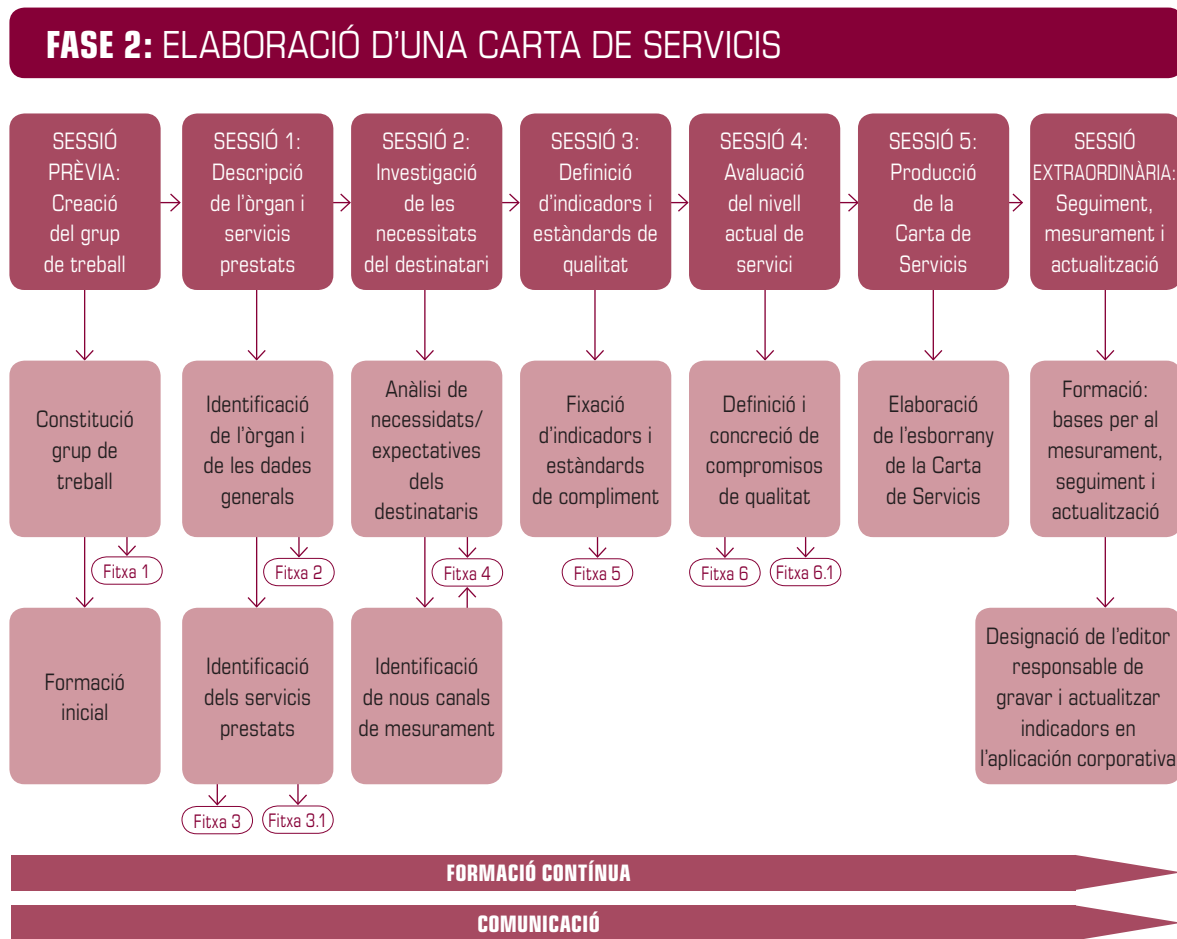 FASE 2: ELABORACIÓ D'UNA CARTA DE SERVICIS
SESSIÓ
PRÈVIA:
Creació
del grup
de treball
SESSIÓ 1:
Descripció
de l'òrgan i
servicis
prestats
SESSIÓ 2:
Investigació
de les
necessitats
del destinatari
SESSIÓ 3:
Definició
d'indicadors i
estàndards de
qualitat
SESSIÓ 4:
Avaluació
del nivell
actual de
servici
SESSIÓ 5:
Producció
de la
Carta de
Servicis
SESSIÓ
EXTRAORDINÀRIA:
Seguiment,
mesurament i
actualització
Constitució
grup de
treball
Identificació
de l'òrgan i
de les dades
generals
Anàlisi de
necessidats/
expectatives
dels
destinataris
Fixació
d'indicadors i
estàndards
de compliment
Definició i
concreció de
compromisos
de qualitat
Elaboració
de l'esborrany
de la Carta
de Servicis
Formació:
bases per al
mesurament,
seguiment i
actualització
Fitxa 1
Fitxa 2
Fitxa 4
Fitxa 5
Fitxa 6
Fitxa 6.1
Formació
inicial
Identificació
dels servicis
prestats
Identificació
de nous canals
de mesurament
Designació de l'editor
responsable de
gravar i actualitzar
indicadors en
l'aplicación corporativa
Fitxa 3
Fitxa 3.1
FORMACIÓ CONTÍNUA
COMUNICACIÓ